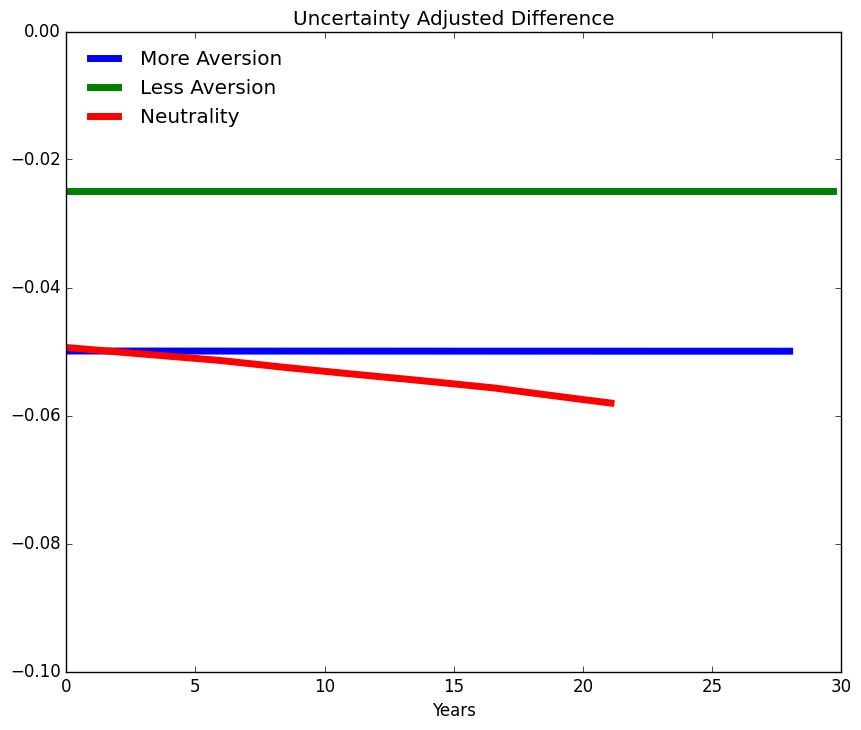 Uncertainty Adjusted Difference
0.00
More Aversion
Less Aversion
Neutrality
−0.02
−0.04
−0.06
−0.08
−0.10
0 5 10 15 20 25 30
Years